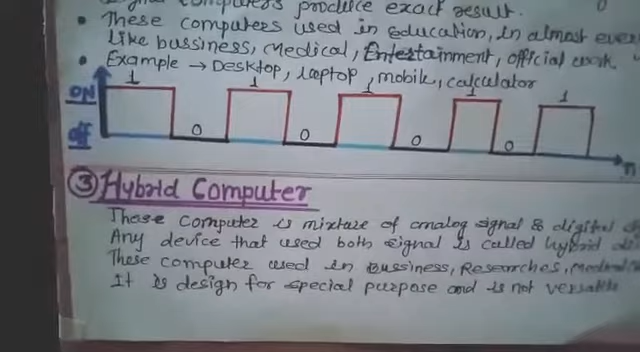 computers produce exact result.
• These computers used in education, in almost ever
like bussiness, medical, Entertainment, official work.
• Example → Desktop, laptop, mobile, calculator
ON 1 1 1 1 1
off 0 0 0 0
n
③ Hybrid Computer
These computer is mixture of analog signal & digital
Any device that used both signal is called hybrid
These computer used in Bussiness, Researches, medical
It is design for special purpose and is not versatile